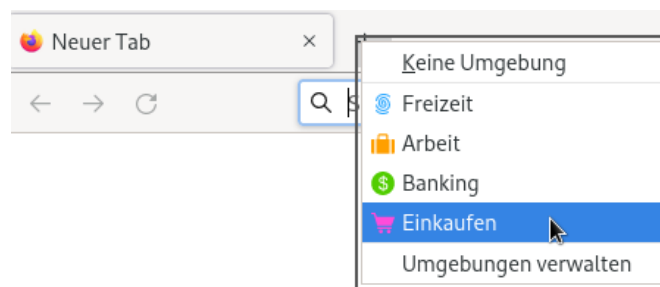 Neuer Tab
Keine Umgebung
Freizeit
Arbeit
Banking
Einkaufen
Umgebungen verwalten